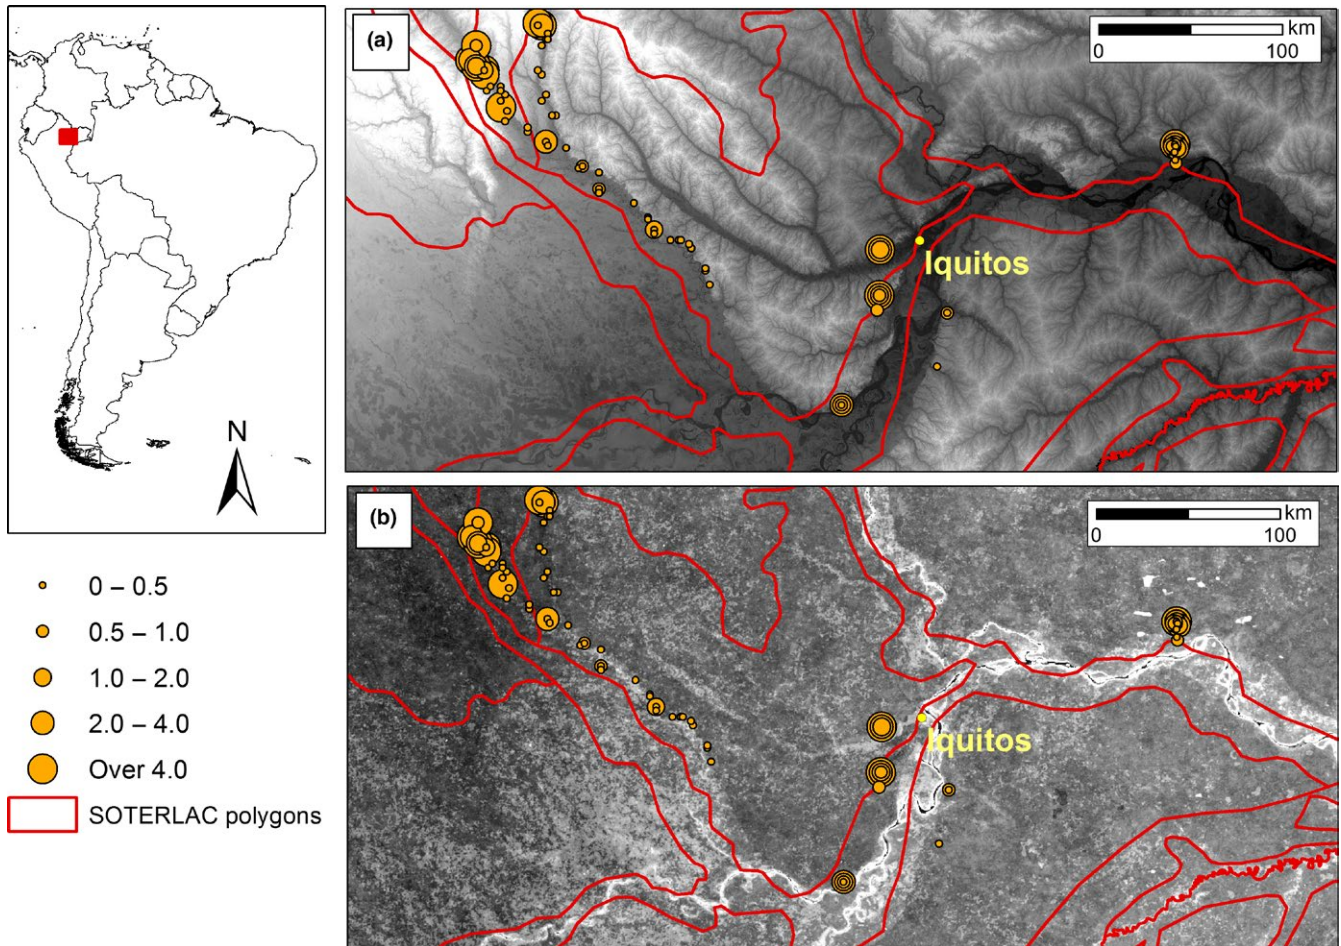 N
0 – 0.5
0.5 – 1.0
1.0 – 2.0
2.0 – 4.0
Over 4.0
SOTERLAC polygons
(a)
km
0 100
Iquitos
(b)
km
0 100
Iquitos